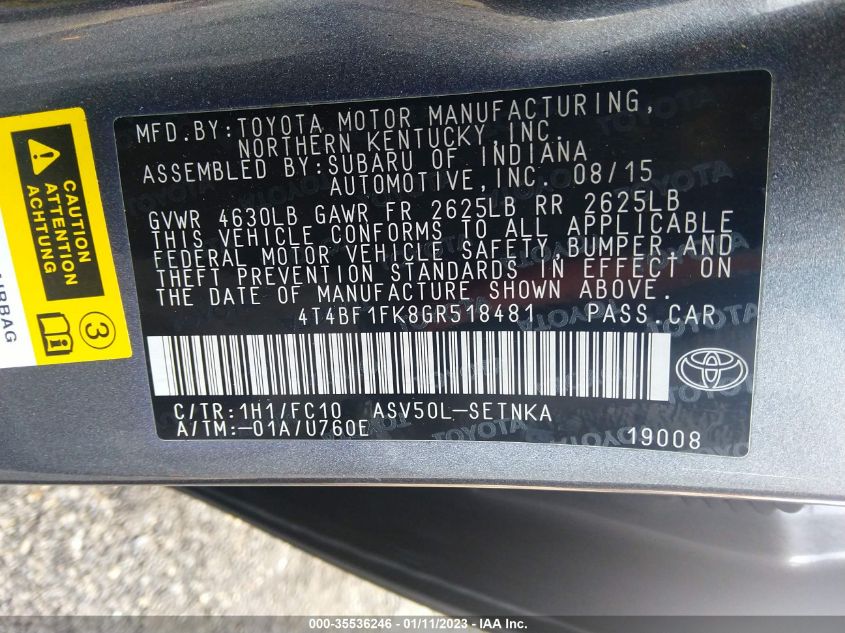 MFD.BY:TOYOTA MOTOR MANUFACTURING,
NORTHERN KENTUCKY,INC.
ASSEMBLED BY:SUBARU OF INDIANA
AUTOMOTIVE,INC. 08/15
GVWR 4630LB GAWR FR 2625LB RR 2625LB
THIS VEHICLE CONFORMS TO ALL APPLICABLE
FEDERAL MOTOR VEHICLE SAFETY,BUMPER AND
THEFT PREVENTION STANDARDS IN EFFECT ON
THE DATE OF MANUFACTURE SHOWN ABOVE.
4T4BF1FK8GR518481 PASS.CAR
C/TR:1H1/FC10 ASV50L-SETNKA
A/TM:-01A/U760E
19008
CAUTION
ATTENTION
ACHTUNG
3
AIRBAG
--- 000-35536246 - 01/11/2023 - IAA Inc. ---